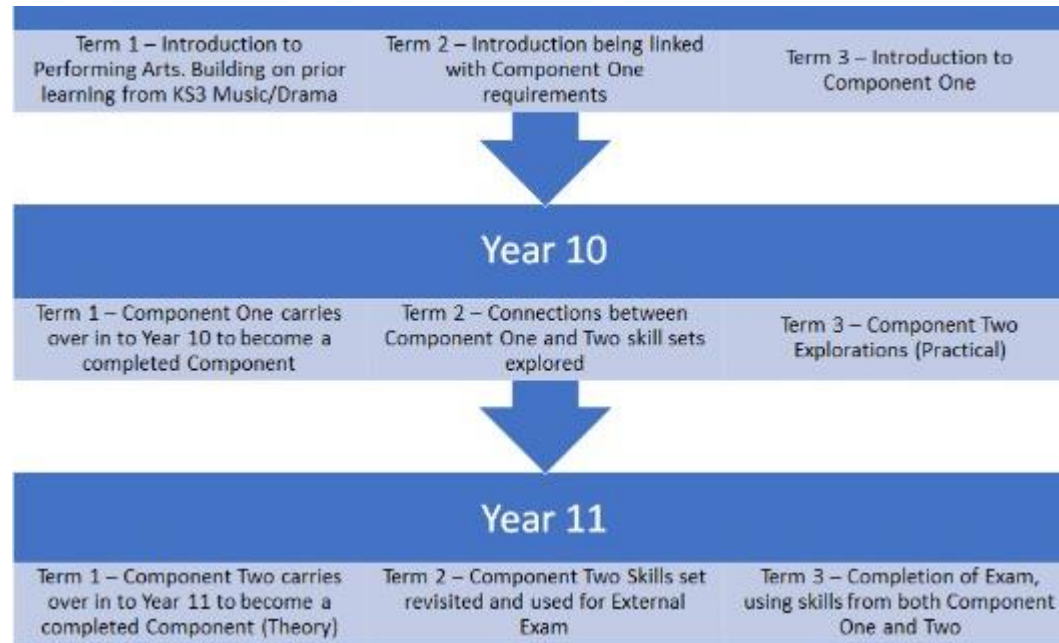 Term 1 – Introduction to
Performing Arts. Building on prior
learning from KS3 Music/Drama
Term 2 – Introduction being linked
with Component One
requirements
Term 3 – Introduction to
Component One
Year 10
Term 1 – Component One carries
over in to Year 10 to become a
completed Component
Term 2 – Connections between
Component One and Two skill sets
explored
Term 3 – Component Two
Explorations (Practical)
Year 11
Term 1 – Component Two carries
over in to Year 11 to become a
completed Component (Theory)
Term 2 – Component Two Skills set
revisited and used for External
Exam
Term 3 – Completion of Exam,
using skills from both Component
One and Two